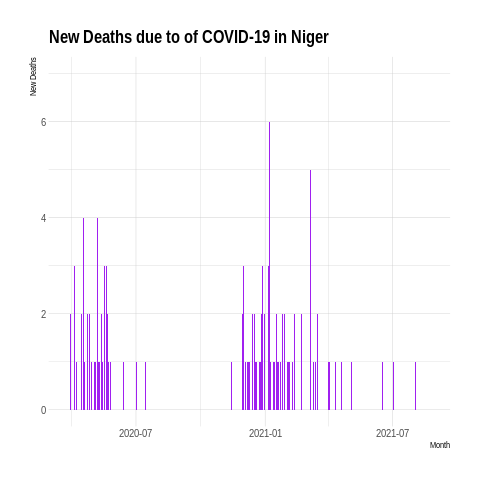 New Deaths due to of COVID-19 in Niger
New Deaths
6
4
2
0
2020-07
2021-01
2021-07
Month